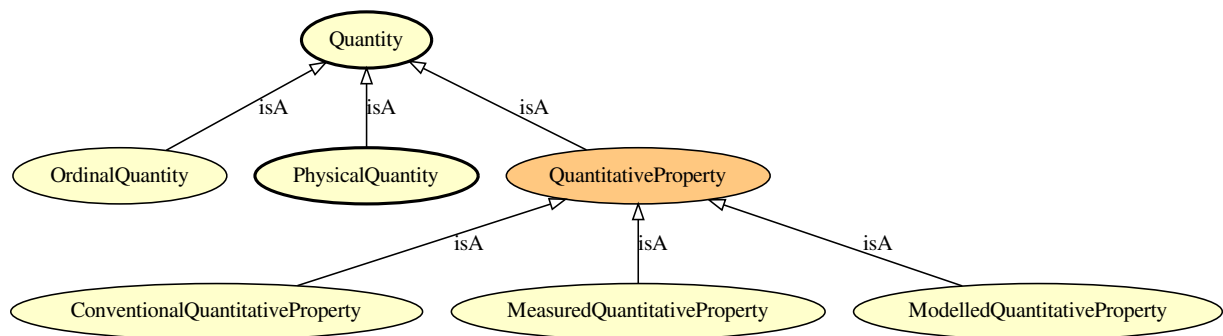 Quantity
isA isA isA
OrdinalQuantity PhysicalQuantity QuantitativeProperty
isA isA isA
ConventionalQuantitativeProperty MeasuredQuantitativeProperty ModelledQuantitativeProperty